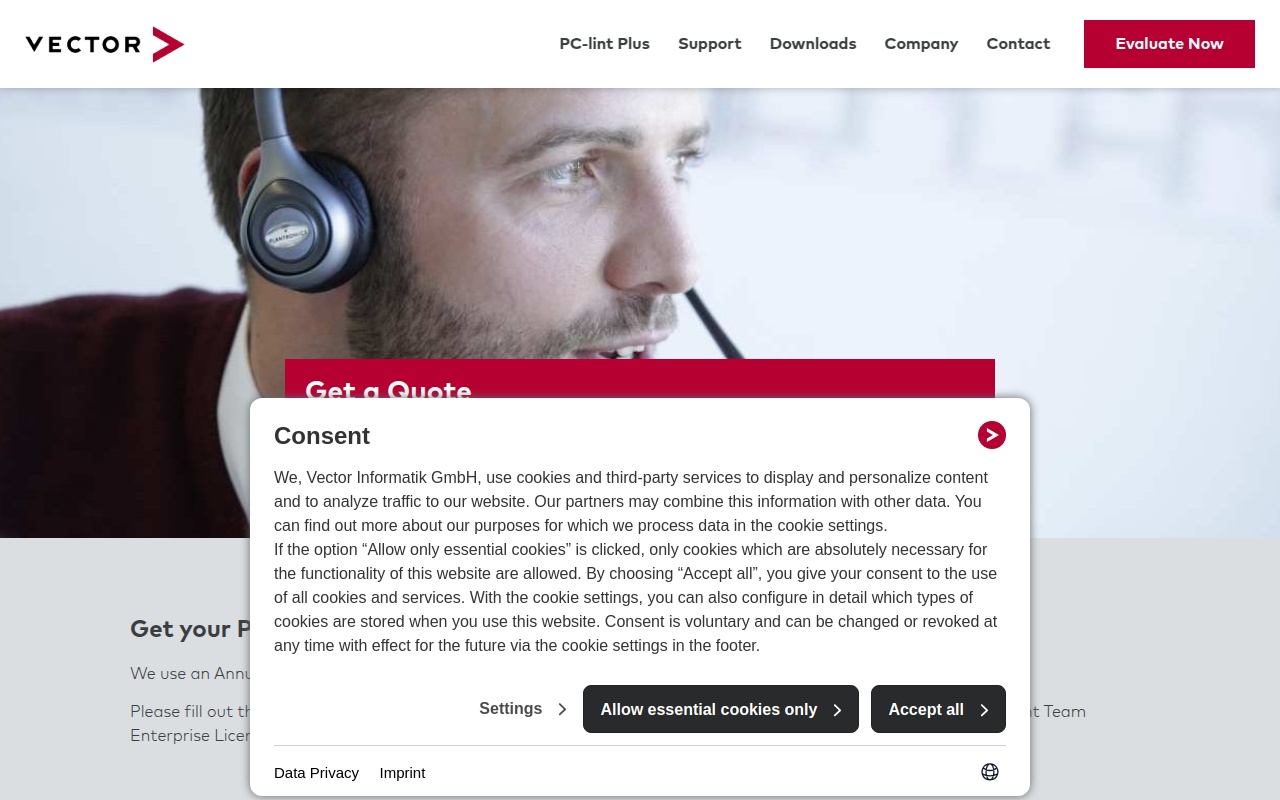 VECTOR
PC-lint Plus Support Downloads Company Contact Evaluate Now
PLANTRONICS
Get a Quote
Consent
We, Vector Informatik GmbH, use cookies and third-party services to display and personalize content
and to analyze traffic to our website. Our partners may combine this information with other data. You
can find out more about our purposes for which we process data in the cookie settings.
If the option “Allow only essential cookies” is clicked, only cookies which are absolutely necessary for
the functionality of this website are allowed. By choosing “Accept all”, you give your consent to the use
of all cookies and services. With the cookie settings, you can also configure in detail which types of
cookies are stored when you use this website. Consent is voluntary and can be changed or revoked at
any time with effect for the future via the cookie settings in the footer.
Settings Allow essential cookies only Accept all
Data Privacy Imprint
Get your P
We use an Annu
Please fill out th
nt Team
Enterprise Licen